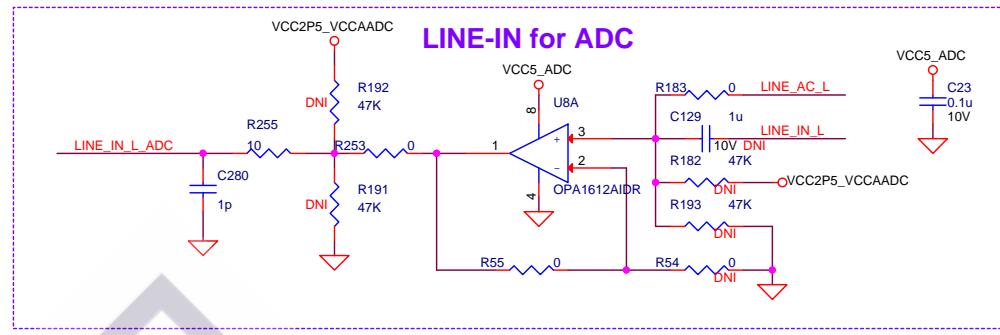 LINE-IN for ADC
VCC2P5_VCCAADC
VCC5_ADC
VCC5_ADC
R183
0
LINE_AC_L
C23
0.1u
10V
R192
47K
DNI
U8A
8
C129
1u
LINE_IN_L
10V
DNI
R255
10
LINE_IN_L_ADC
R253
0
1
+
3
-
2
OPA1612AIDR
4
R182
47K
DNI
VCC2P5_VCCAADC
C280
1p
R191
47K
DNI
R193
47K
DNI
R55
0
R54
0
DNI